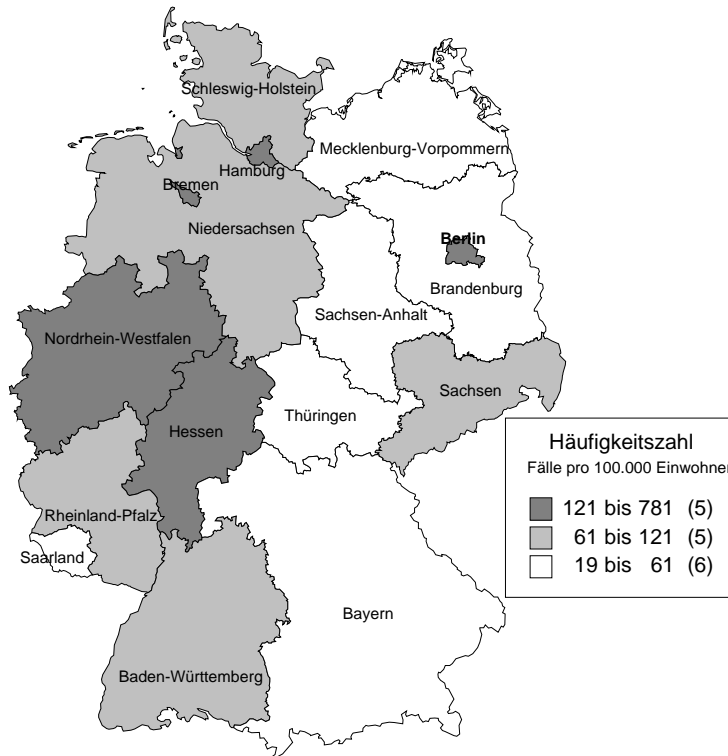 Schleswig-Holstein
Mecklenburg-Vorpommern
Hamburg
Bremen
Niedersachsen
Berlin
Brandenburg
Sachsen-Anhalt
Nordrhein-Westfalen
Sachsen
Thüringen
Hessen
Rheinland-Pfalz
Saarland
Bayern
Baden-Württemberg
Häufigkeitszahl
Fälle pro 100.000 Einwohner
121 bis 781 (5)
61 bis 121 (5)
19 bis 61 (6)